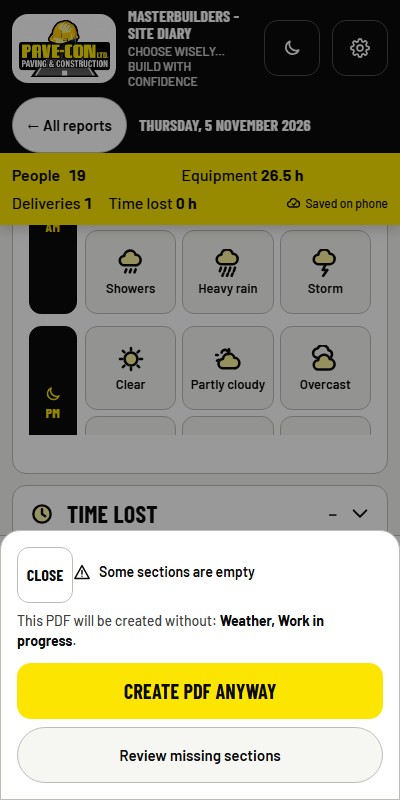 PAVE-CON LTD.
PAVING & CONSTRUCTION
MASTERBUILDERS -
SITE DIARY
CHOOSE WISELY...
BUILD WITH
CONFIDENCE
← All reports
THURSDAY, 5 NOVEMBER 2026
People 19
Equipment 26.5 h
Deliveries 1
Time lost 0 h
Saved on phone
AM
Showers
Heavy rain
Storm
PM
Clear
Partly cloudy
Overcast
TIME LOST
–
CLOSE
Some sections are empty
This PDF will be created without: Weather, Work in
progress.
CREATE PDF ANYWAY
Review missing sections